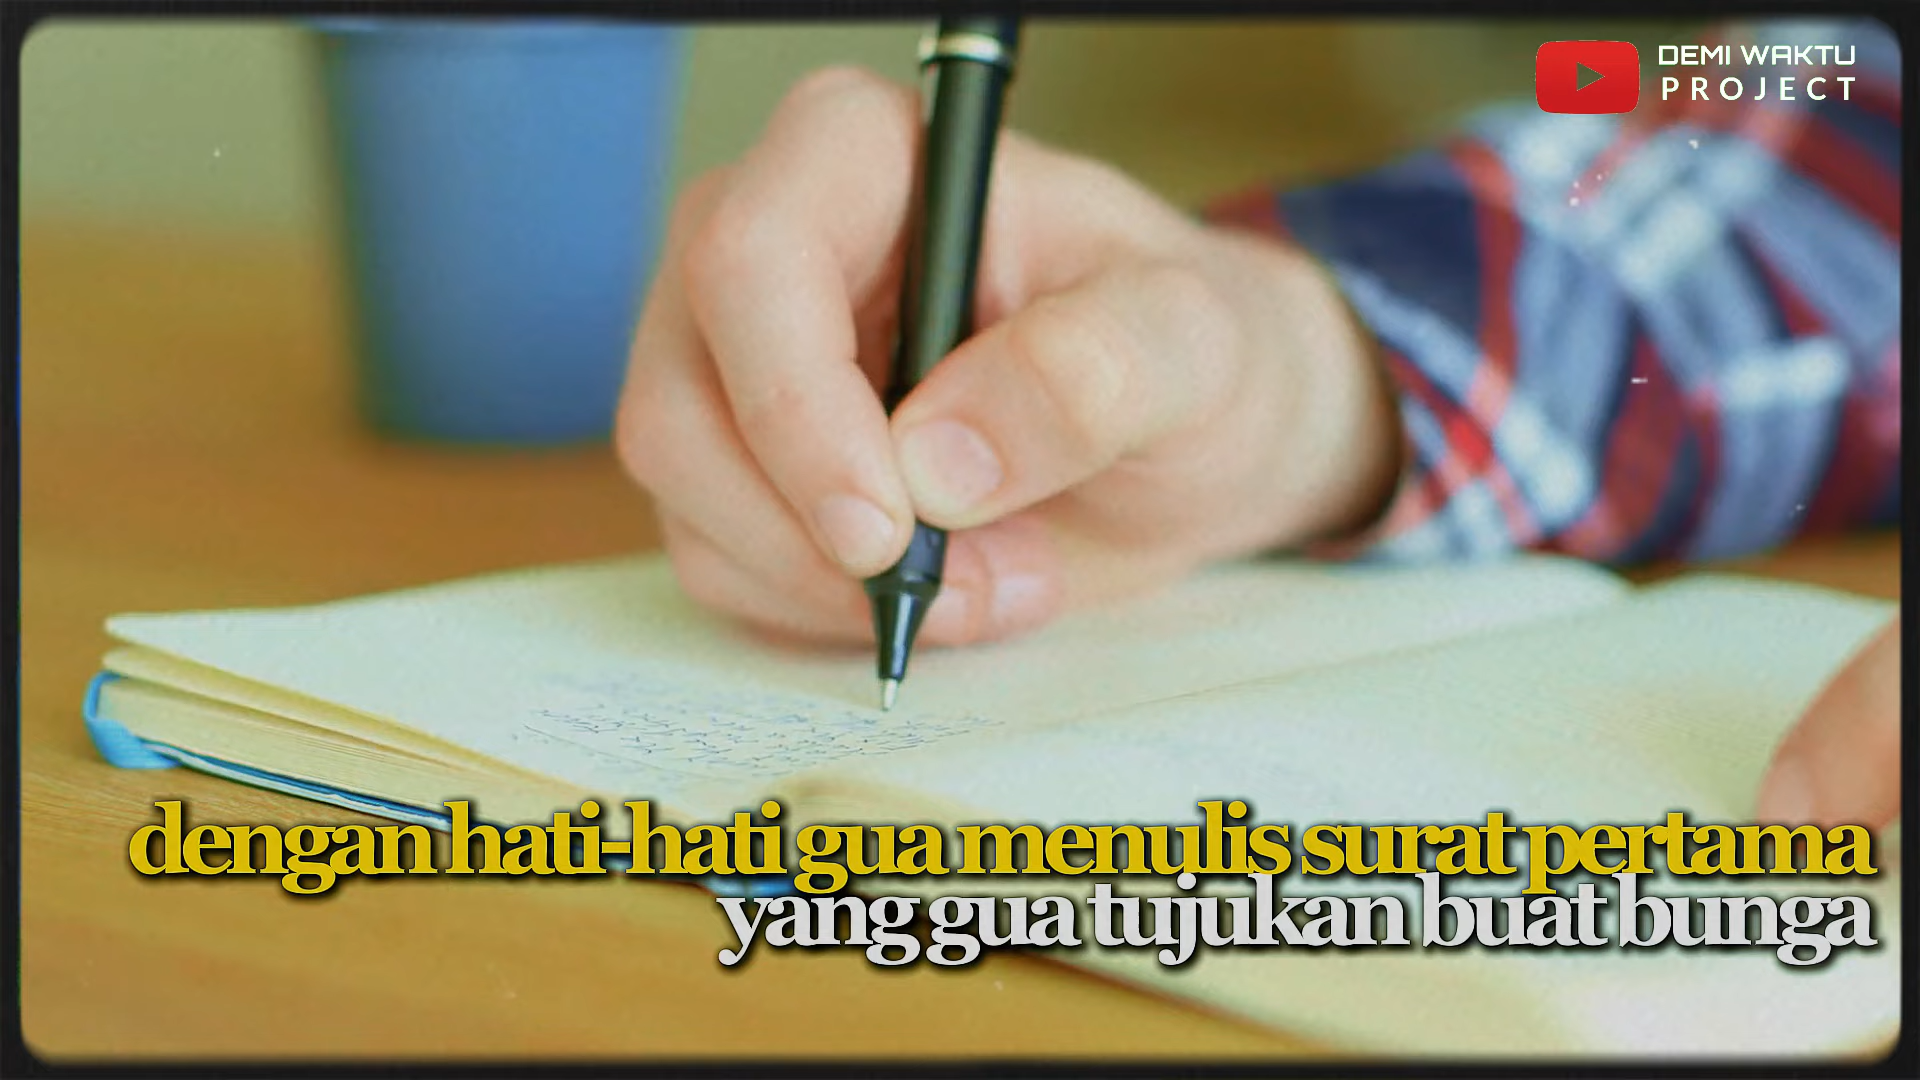 DEMI WAKTU
PROJECT
dengan hati-hati gua menulis surat pertama
yang gua tujukan buat bunga